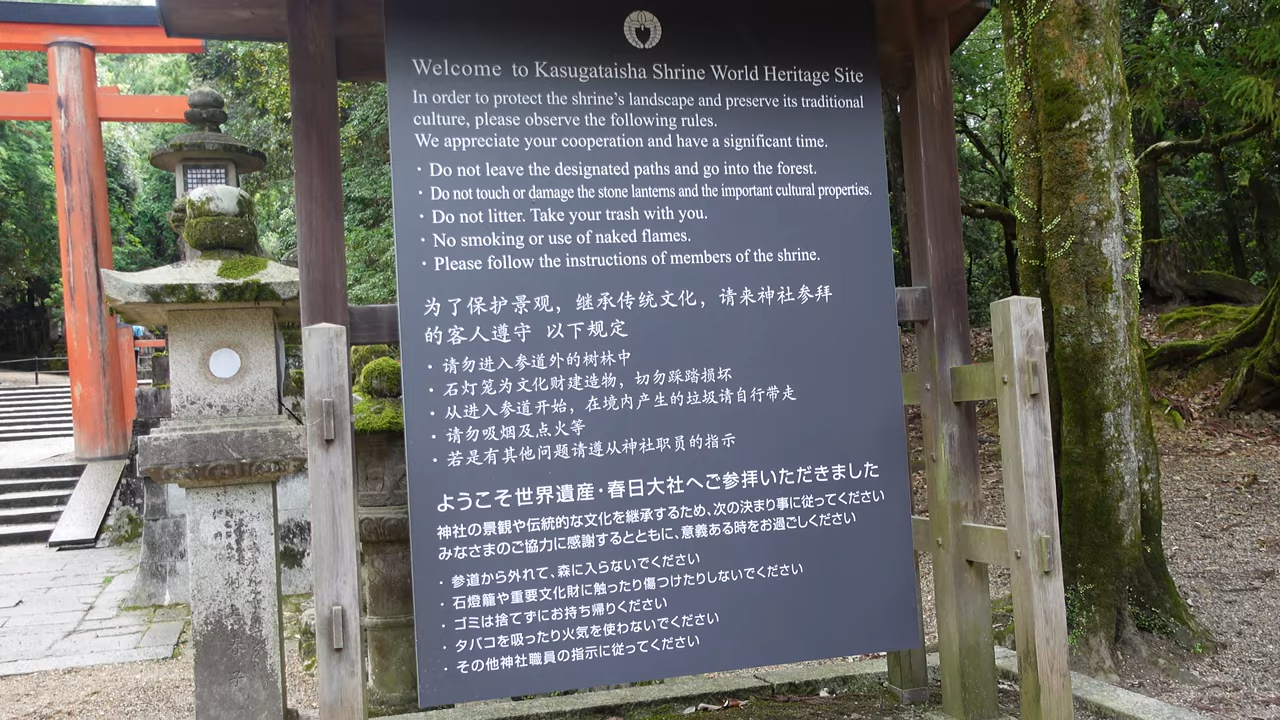 Welcome to Kasugataisha Shrine World Heritage Site
In order to protect the shrine's landscape and preserve its traditional
culture, please observe the following rules.
We appreciate your cooperation and have a significant time.
・Do not leave the designated paths and go into the forest.
・Do not touch or damage the stone lanterns and the important cultural properties.
・Do not litter. Take your trash with you.
・No smoking or use of naked flames.
・Please follow the instructions of members of the shrine.
为了保护景观，继承传统文化，请来神社参拜
的客人遵守 以下规定
・请勿进入参道外的树林中
・石灯笼为文化财建造物，切勿踩踏损坏
・从进入参道开始，在境内产生的垃圾请自行带走
・请勿吸烟及点火等
・若是有其他问题请遵从神社职员的指示
ようこそ世界遺産・春日大社へご参拝いただきました
神社の景観や伝統的な文化を継承するため、次の決まり事に従ってください
みなさまのご協力に感謝するとともに、意義ある時をお過ごしください
・参道から外れて、森に入らないでください
・石燈籠や重要文化財に触ったり傷つけたりしないでください
・ゴミは捨てずにお持ち帰りください
・タバコを吸ったり火気を使わないでください
・その他神社職員の指示に従ってください